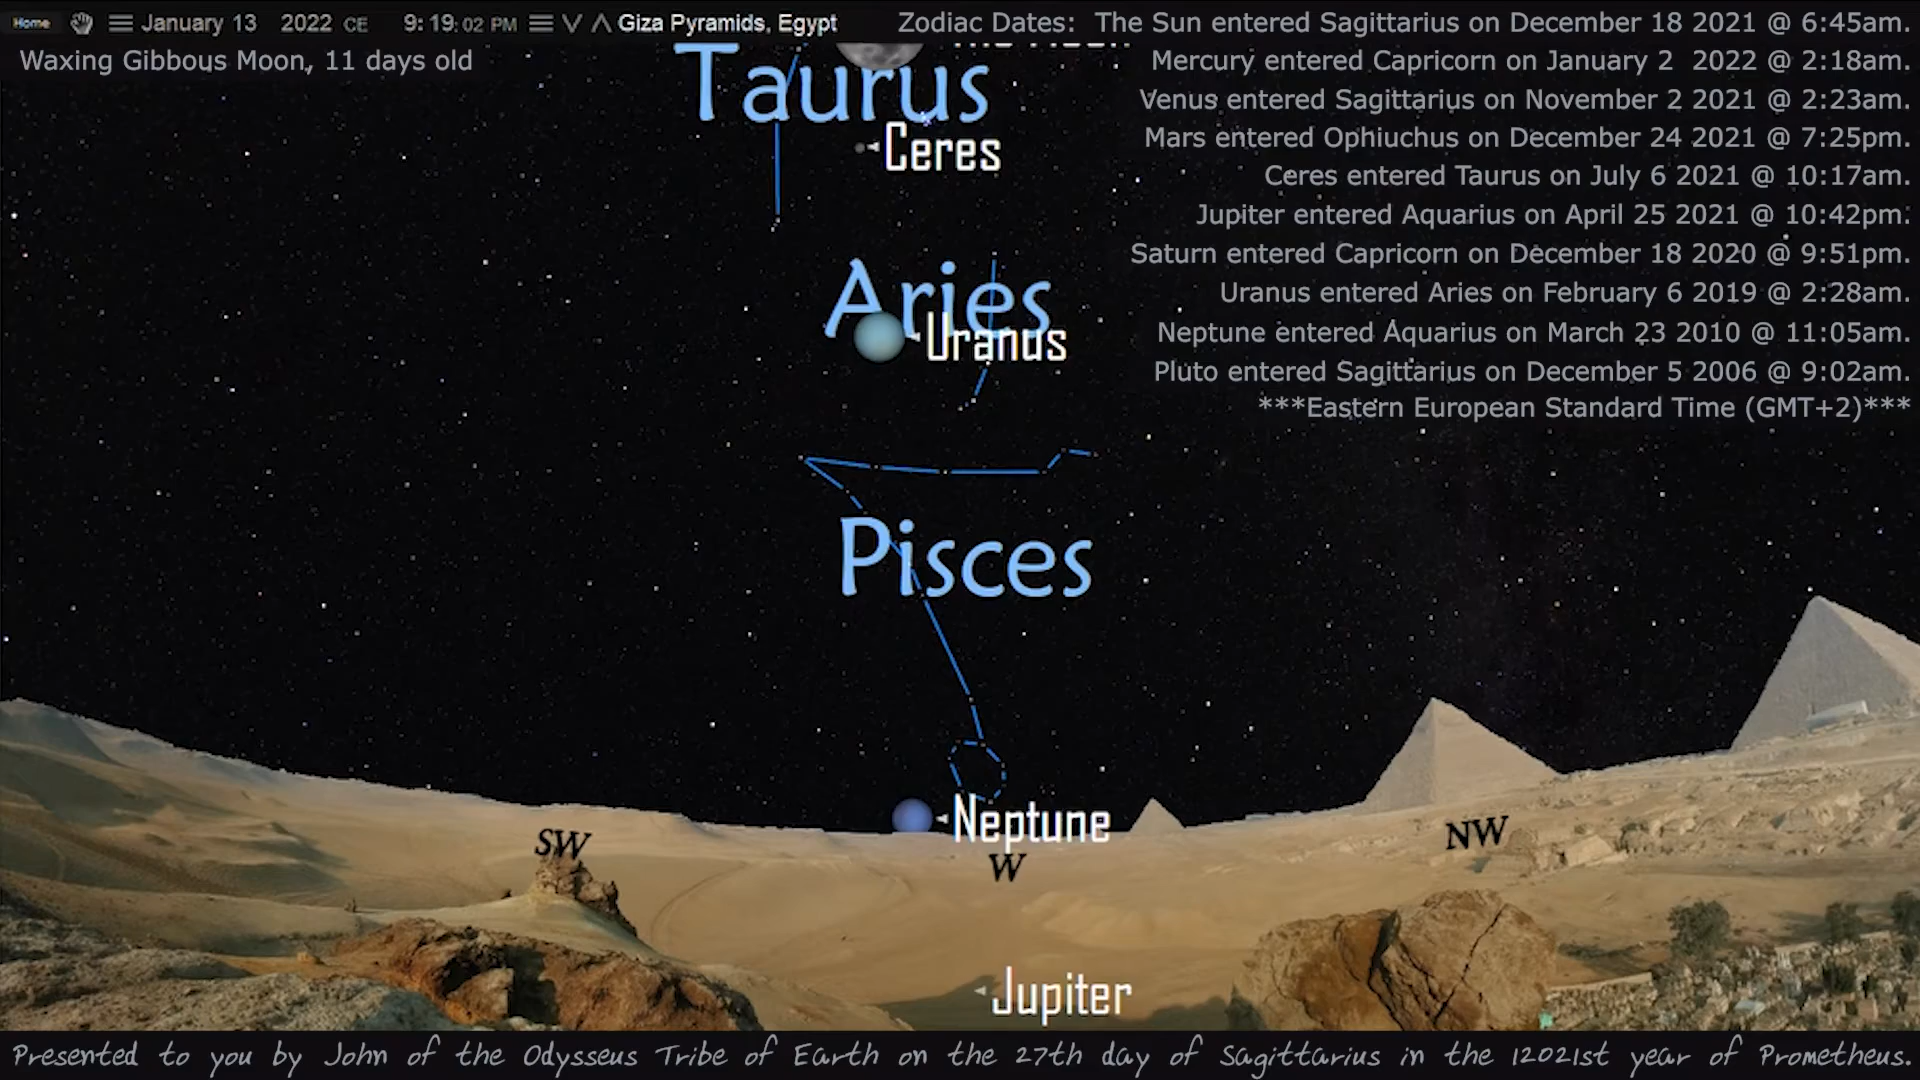 Home January 13 2022 CE 9:19:02 PM Giza Pyramids, Egypt
Waxing Gibbous Moon, 11 days old
Zodiac Dates: The Sun entered Sagittarius on December 18 2021 @ 6:45am.
Mercury entered Capricorn on January 2 2022 @ 2:18am.
Venus entered Sagittarius on November 2 2021 @ 2:23am.
Mars entered Ophiuchus on December 24 2021 @ 7:25pm.
Ceres entered Taurus on July 6 2021 @ 10:17am.
Jupiter entered Aquarius on April 25 2021 @ 10:42pm.
Saturn entered Capricorn on December 18 2020 @ 9:51pm.
Uranus entered Aries on February 6 2019 @ 2:28am.
Neptune entered Aquarius on March 23 2010 @ 11:05am.
Pluto entered Sagittarius on December 5 2006 @ 9:02am.
***Eastern European Standard Time (GMT+2)***
Taurus
Ceres
Aries
Uranus
Pisces
Neptune
SW
W
NW
Jupiter
Presented to you by John of the Odysseus Tribe of Earth on the 27th day of Sagittarius in the 12021st year of Prometheus.